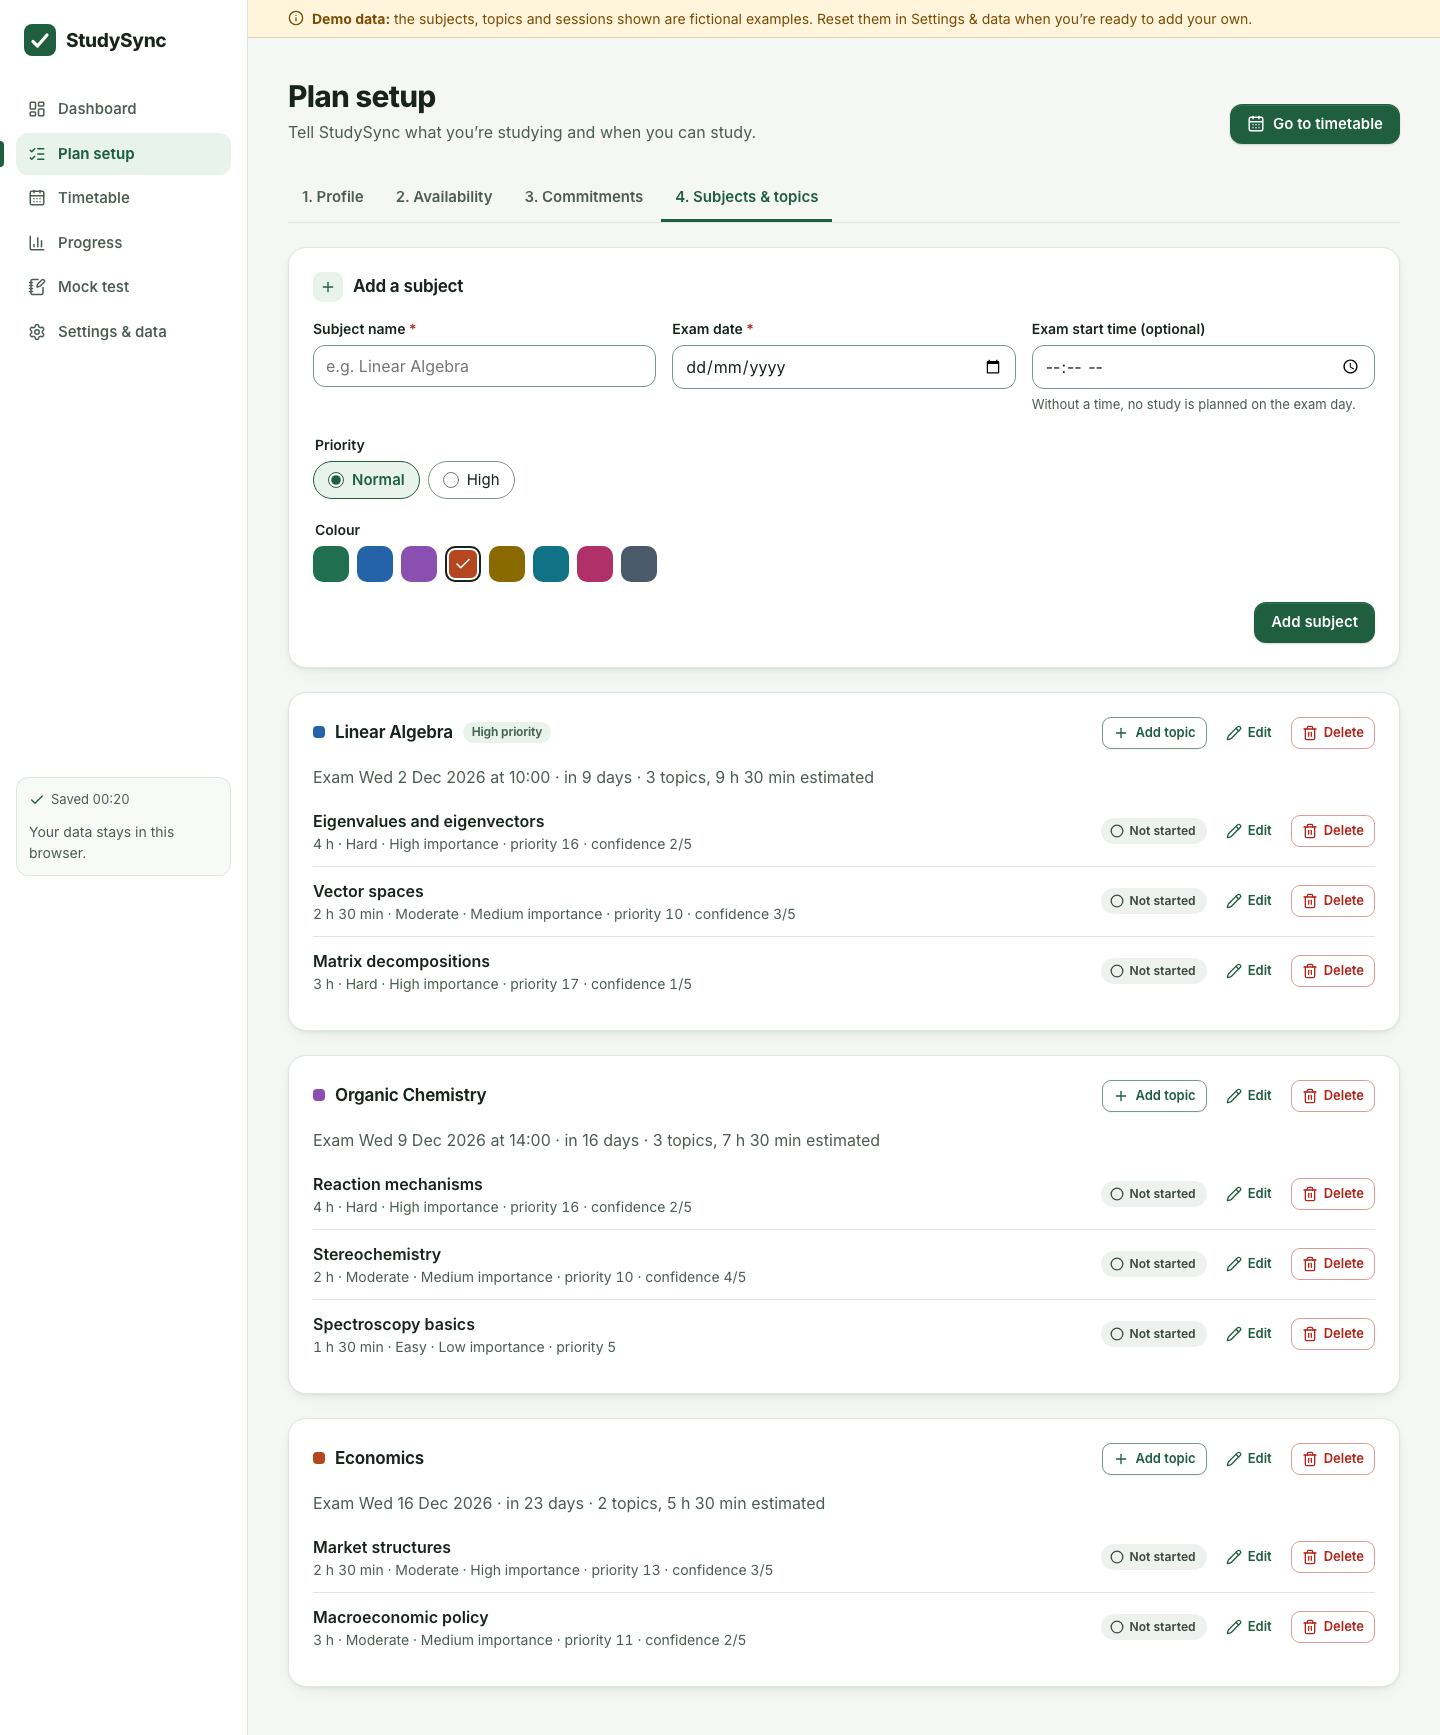 StudySync
Dashboard
Plan setup
Timetable
Progress
Mock test
Settings & data
Saved 00:20
Your data stays in this
browser.
Demo data: the subjects, topics and sessions shown are fictional examples. Reset them in Settings & data when you’re ready to add your own.
Plan setup
Tell StudySync what you’re studying and when you can study.
Go to timetable
1. Profile
2. Availability
3. Commitments
4. Subjects & topics
Add a subject
Subject name *
e.g. Linear Algebra
Exam date *
dd/mm/yyyy
Exam start time (optional)
--:-- --
Without a time, no study is planned on the exam day.
Priority
Normal
High
Colour
Add subject
Linear Algebra
High priority
Add topic
Edit
Delete
Exam Wed 2 Dec 2026 at 10:00 · in 9 days · 3 topics, 9 h 30 min estimated
Eigenvalues and eigenvectors
4 h · Hard · High importance · priority 16 · confidence 2/5
Not started
Edit
Delete
Vector spaces
2 h 30 min · Moderate · Medium importance · priority 10 · confidence 3/5
Not started
Edit
Delete
Matrix decompositions
3 h · Hard · High importance · priority 17 · confidence 1/5
Not started
Edit
Delete
Organic Chemistry
Add topic
Edit
Delete
Exam Wed 9 Dec 2026 at 14:00 · in 16 days · 3 topics, 7 h 30 min estimated
Reaction mechanisms
4 h · Hard · High importance · priority 16 · confidence 2/5
Not started
Edit
Delete
Stereochemistry
2 h · Moderate · Medium importance · priority 10 · confidence 4/5
Not started
Edit
Delete
Spectroscopy basics
1 h 30 min · Easy · Low importance · priority 5
Not started
Edit
Delete
Economics
Add topic
Edit
Delete
Exam Wed 16 Dec 2026 · in 23 days · 2 topics, 5 h 30 min estimated
Market structures
2 h 30 min · Moderate · High importance · priority 13 · confidence 3/5
Not started
Edit
Delete
Macroeconomic policy
3 h · Moderate · Medium importance · priority 11 · confidence 2/5
Not started
Edit
Delete